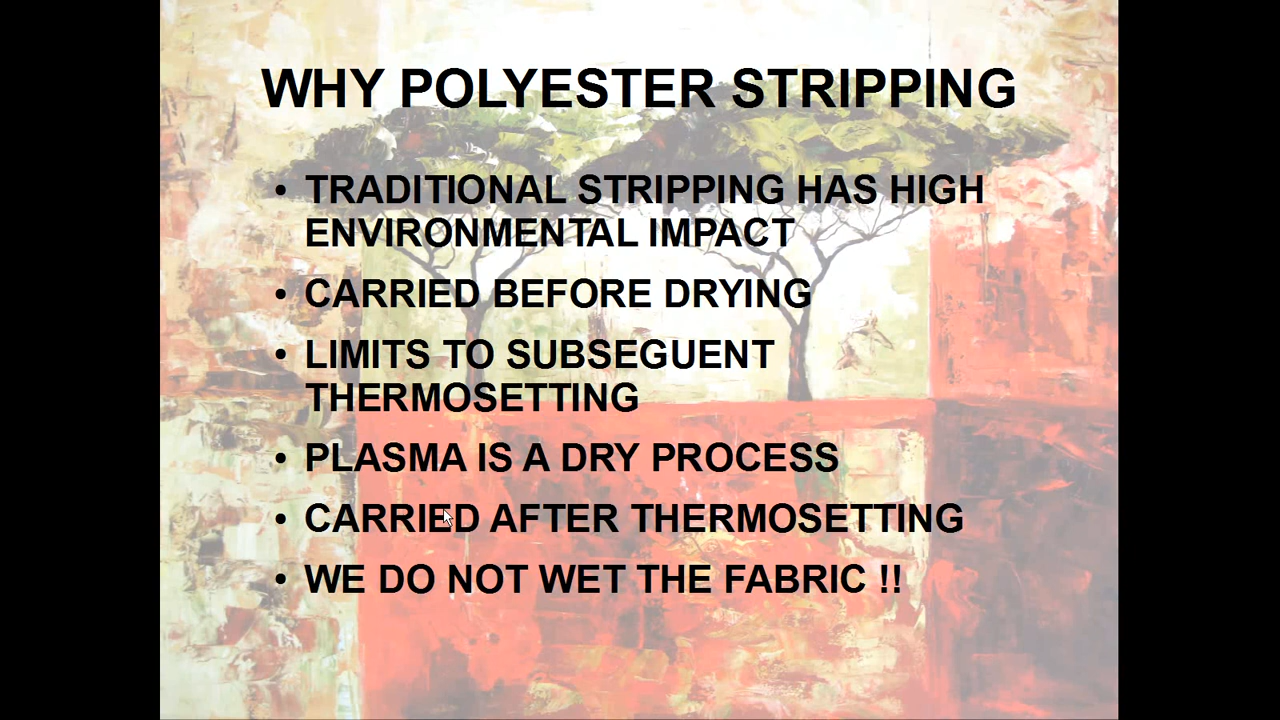 WHY POLYESTER STRIPPING
• TRADITIONAL STRIPPING HAS HIGH
ENVIRONMENTAL IMPACT
• CARRIED BEFORE DRYING
• LIMITS TO SUBSEGUENT
THERMOSETTING
• PLASMA IS A DRY PROCESS
• CARRIED AFTER THERMOSETTING
• WE DO NOT WET THE FABRIC !!